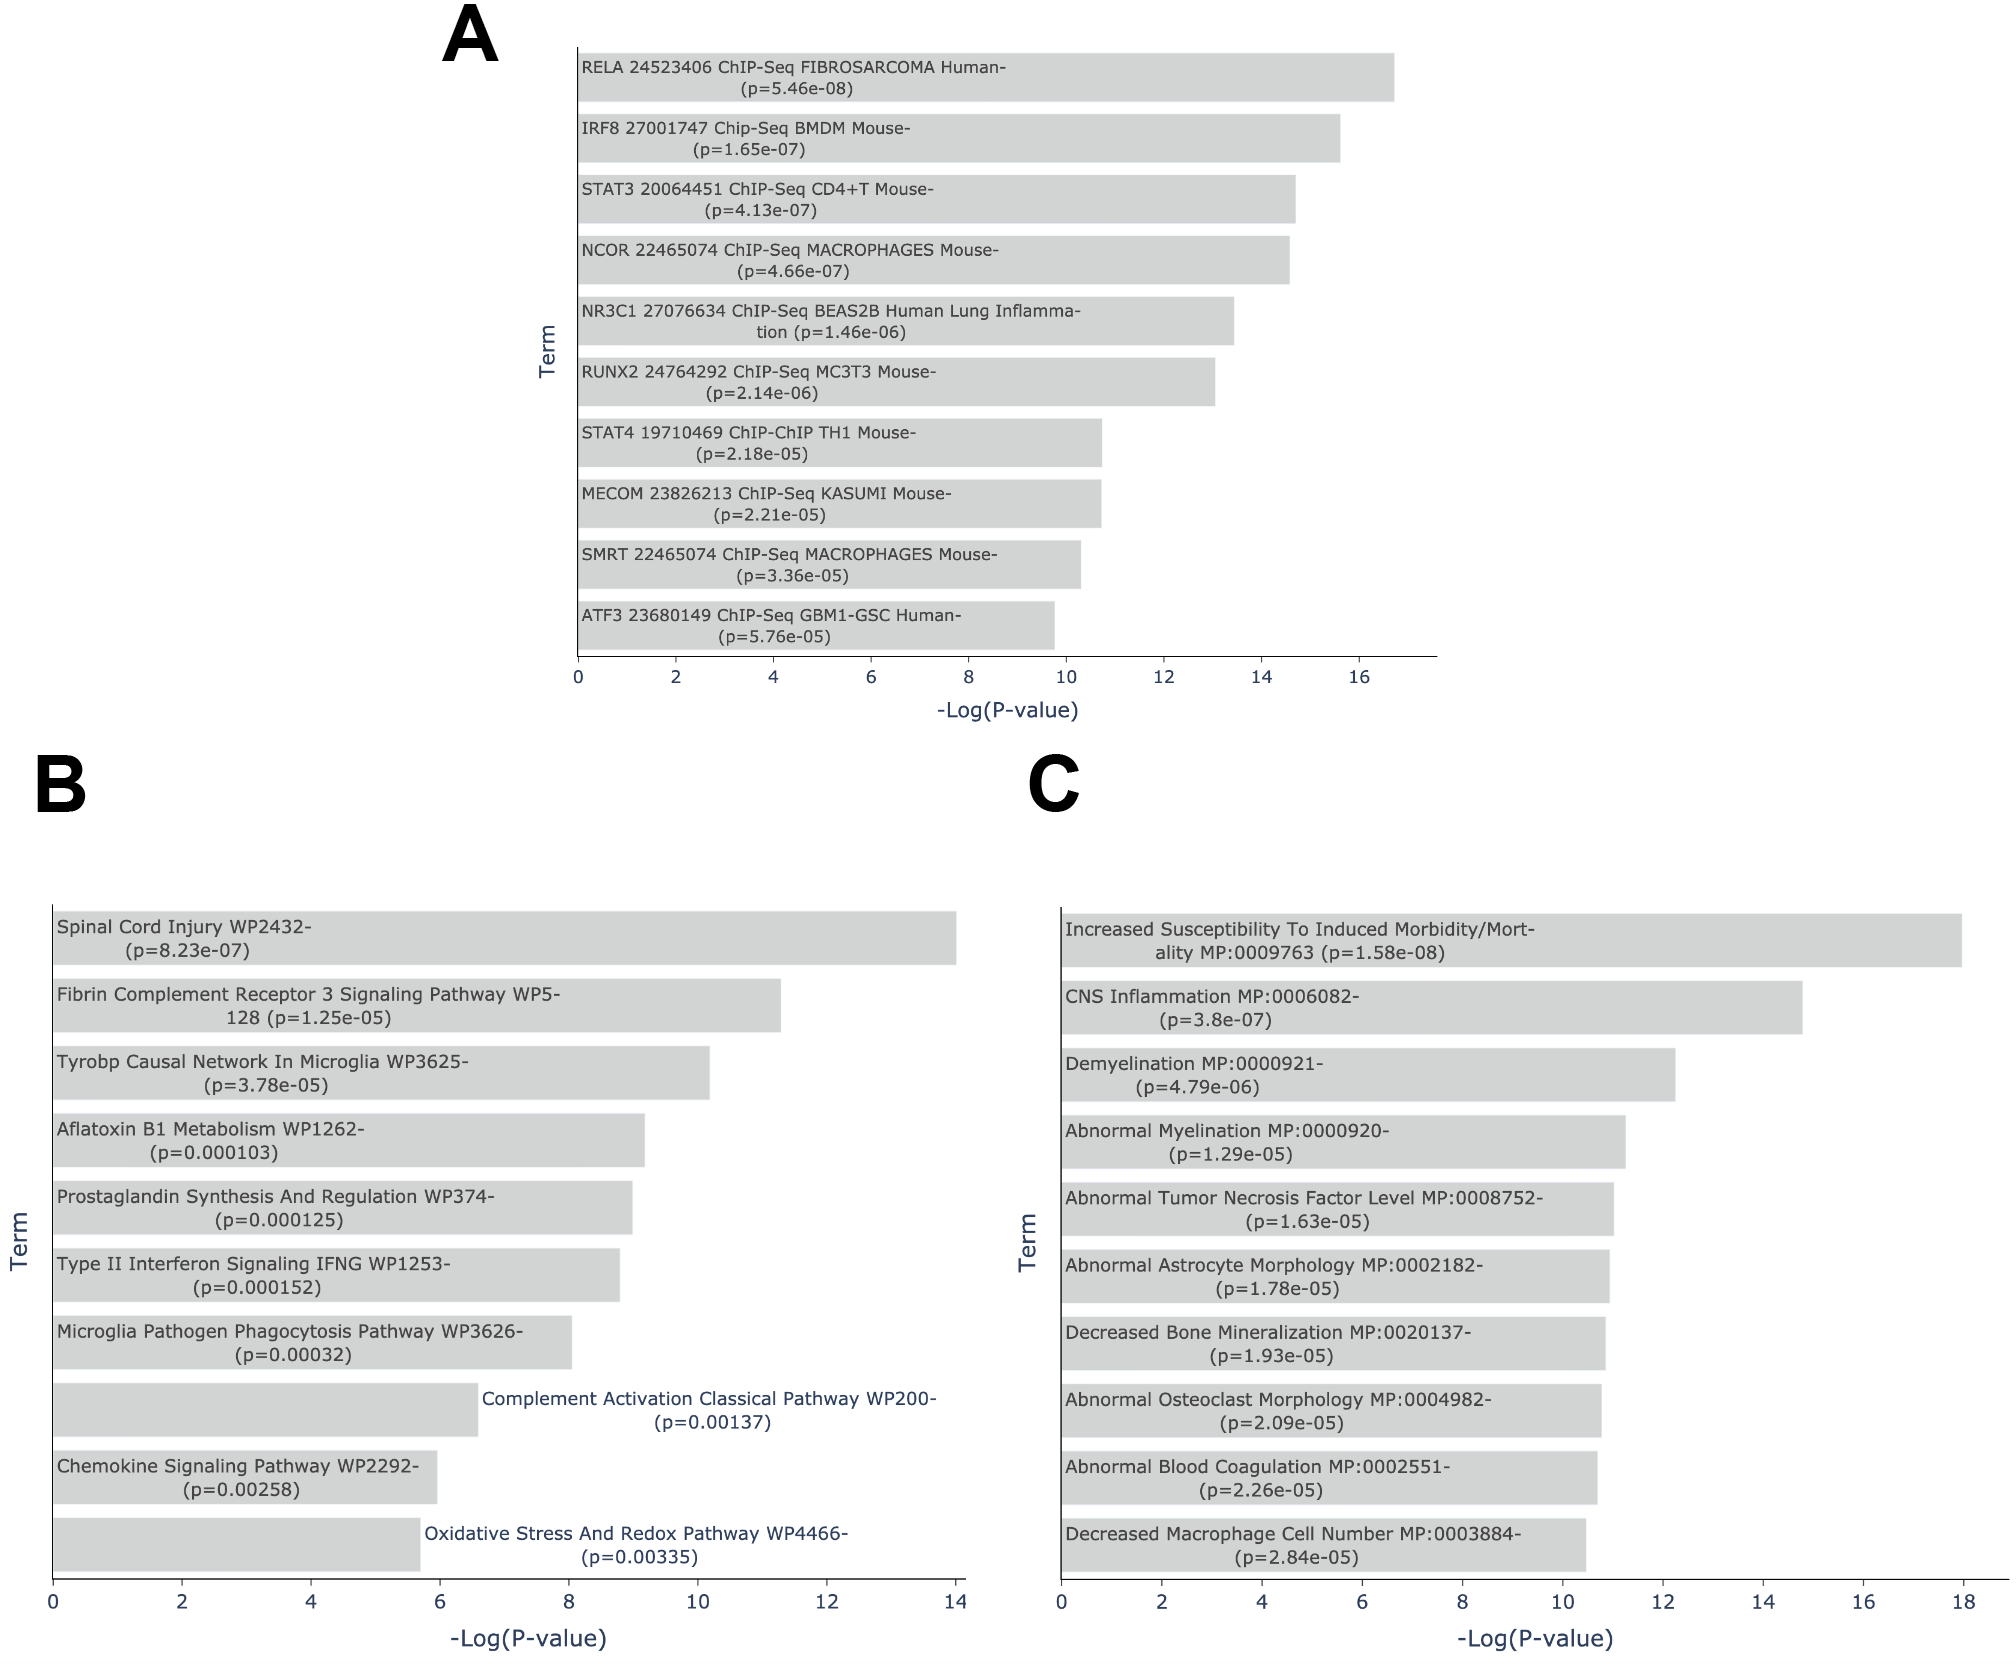 A
RELA 24523406 ChIP-Seq FIBROSARCOMA Human-
(p=5.46e-08)
IRF8 27001747 Chip-Seq BMDM Mouse-
(p=1.65e-07)
STAT3 20064451 ChIP-Seq CD4+T Mouse-
(p=4.13e-07)
NCOR 22465074 ChIP-Seq MACROPHAGES Mouse-
(p=4.66e-07)
NR3C1 27076634 ChIP-Seq BEAS2B Human Lung Inflamma-
tion (p=1.46e-06)
RUNX2 24764292 ChIP-Seq MC3T3 Mouse-
(p=2.14e-06)
STAT4 19710469 ChIP-ChIP TH1 Mouse-
(p=2.18e-05)
MECOM 23826213 ChIP-Seq KASUMI Mouse-
(p=2.21e-05)
SMRT 22465074 ChIP-Seq MACROPHAGES Mouse-
(p=3.36e-05)
ATF3 23680149 ChIP-Seq GBM1-GSC Human-
(p=5.76e-05)
Term
0 2 4 6 8 10 12 14 16
-Log(P-value)
B
Spinal Cord Injury WP2432-
(p=8.23e-07)
Fibrin Complement Receptor 3 Signaling Pathway WP5-
128 (p=1.25e-05)
Tyrobp Causal Network In Microglia WP3625-
(p=3.78e-05)
Aflatoxin B1 Metabolism WP1262-
(p=0.000103)
Prostaglandin Synthesis And Regulation WP374-
(p=0.000125)
Type II Interferon Signaling IFNG WP1253-
(p=0.000152)
Microglia Pathogen Phagocytosis Pathway WP3626-
(p=0.00032)
Complement Activation Classical Pathway WP200-
(p=0.00137)
Chemokine Signaling Pathway WP2292-
(p=0.00258)
Oxidative Stress And Redox Pathway WP4466-
(p=0.00335)
Term
0 2 4 6 8 10 12 14
-Log(P-value)
C
Increased Susceptibility To Induced Morbidity/Mort-
ality MP:0009763 (p=1.58e-08)
CNS Inflammation MP:0006082-
(p=3.8e-07)
Demyelination MP:0000921-
(p=4.79e-06)
Abnormal Myelination MP:0000920-
(p=1.29e-05)
Abnormal Tumor Necrosis Factor Level MP:0008752-
(p=1.63e-05)
Abnormal Astrocyte Morphology MP:0002182-
(p=1.78e-05)
Decreased Bone Mineralization MP:0020137-
(p=1.93e-05)
Abnormal Osteoclast Morphology MP:0004982-
(p=2.09e-05)
Abnormal Blood Coagulation MP:0002551-
(p=2.26e-05)
Decreased Macrophage Cell Number MP:0003884-
(p=2.84e-05)
Term
0 2 4 6 8 10 12 14 16 18
-Log(P-value)